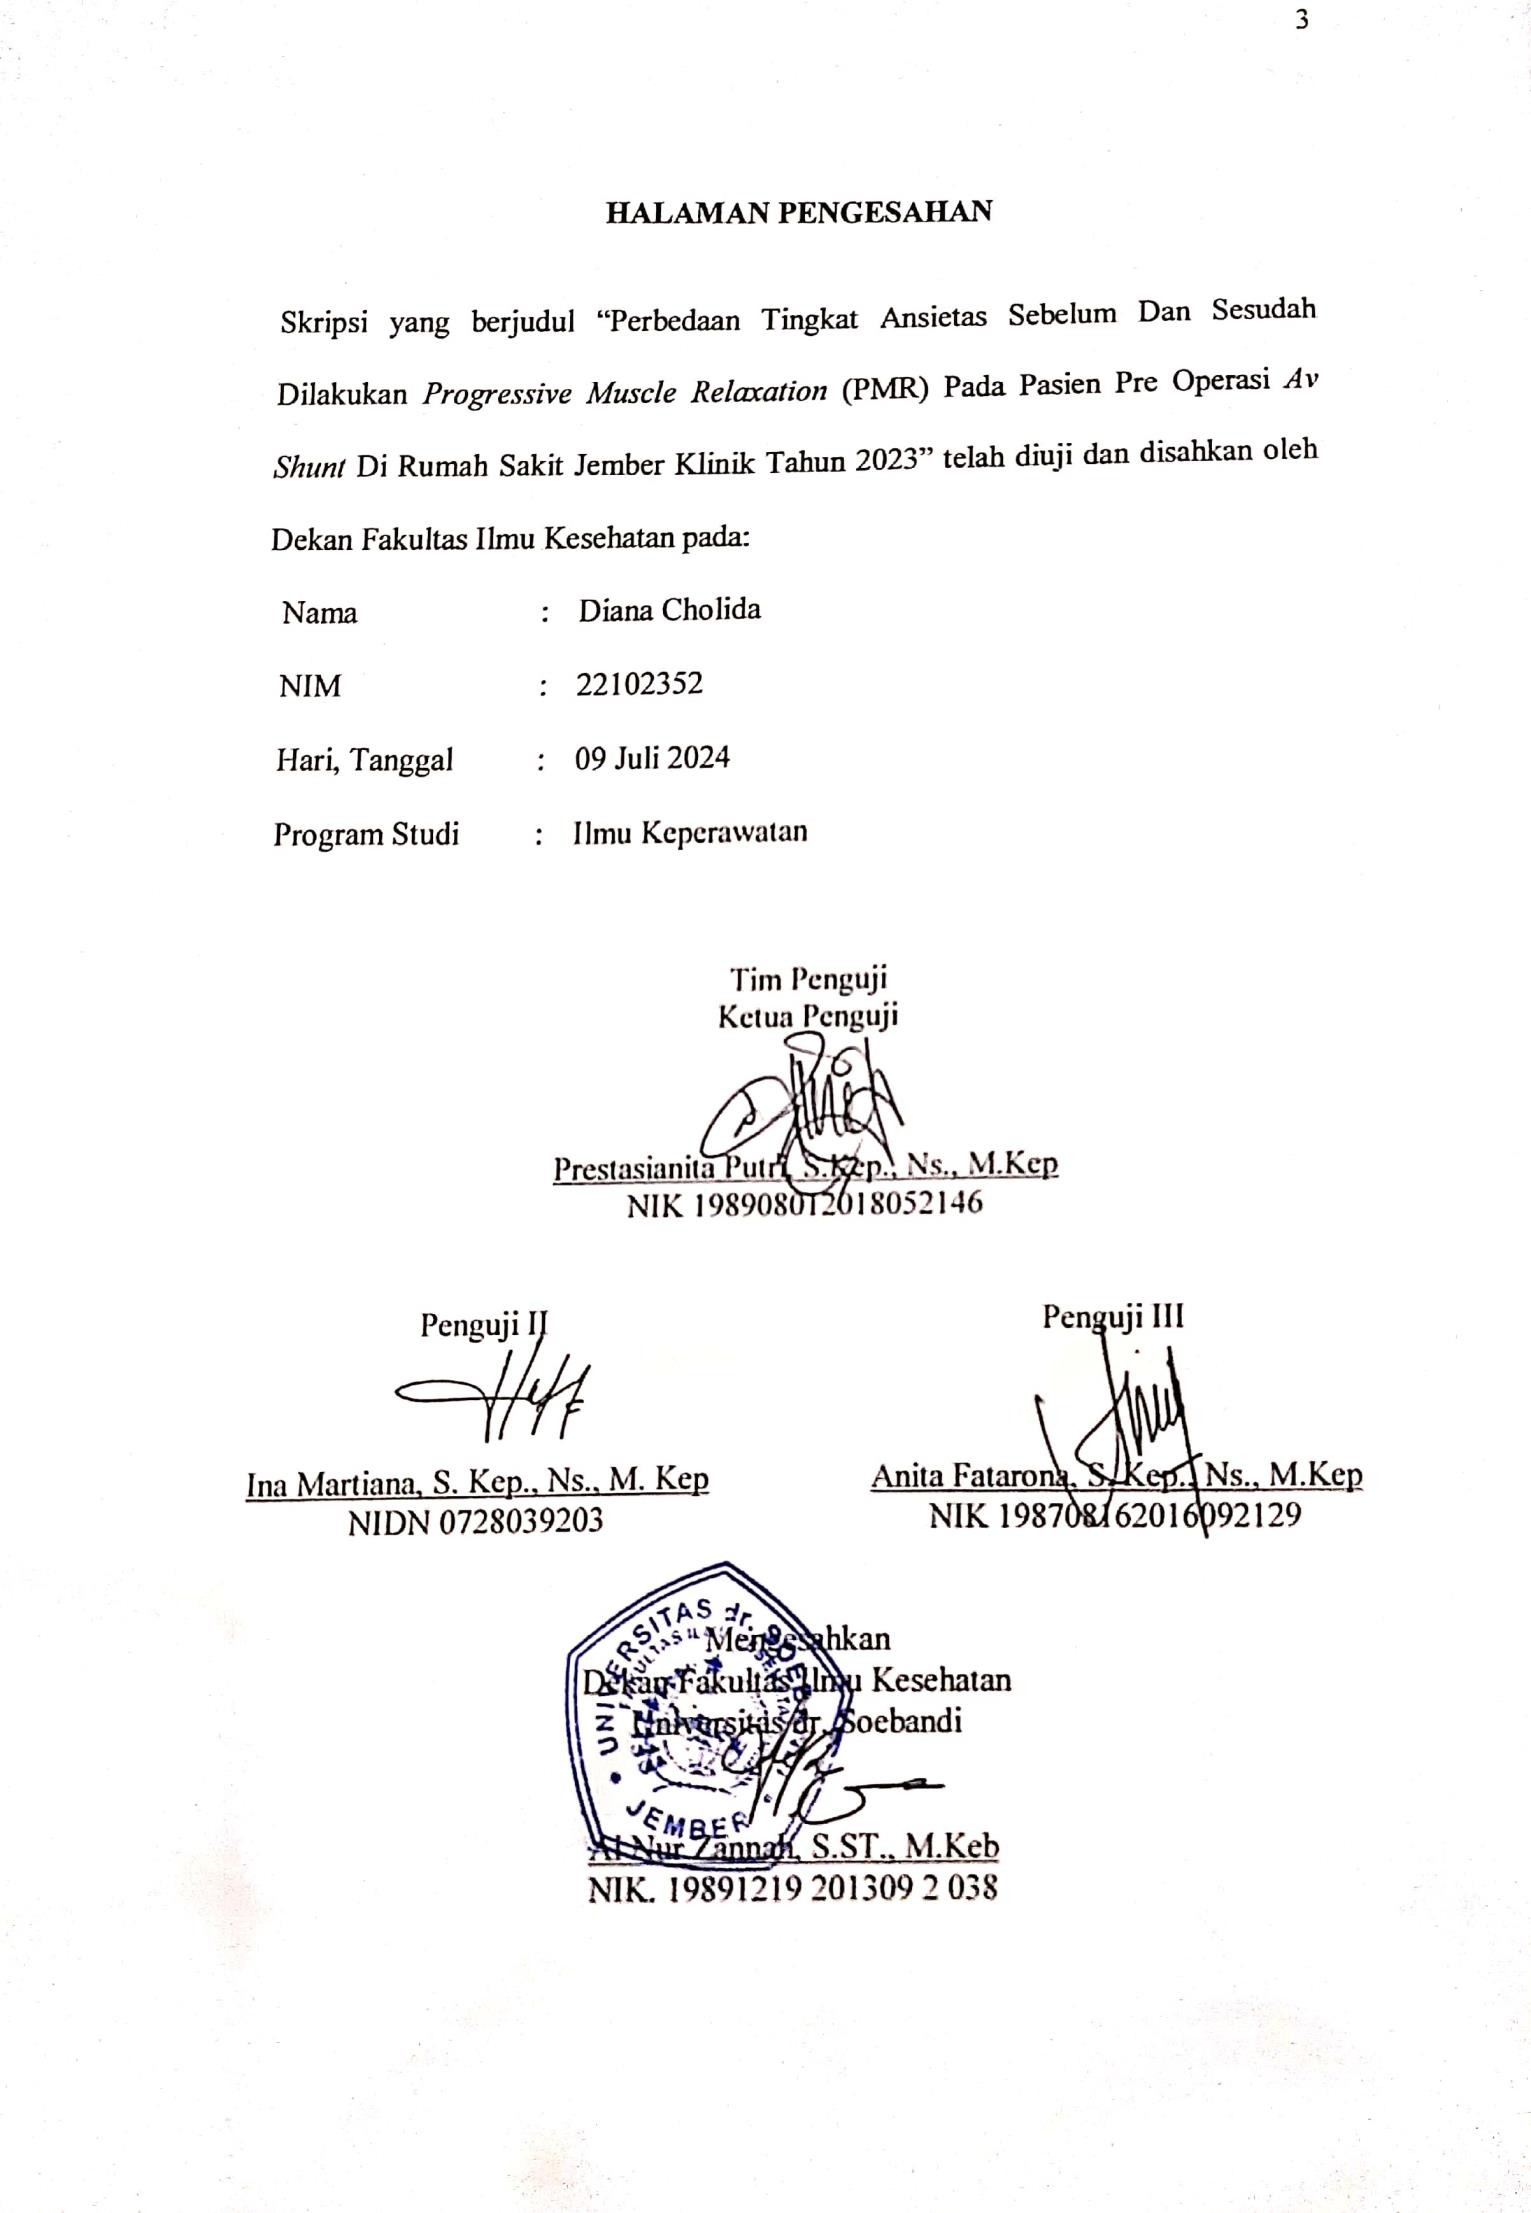 3
HALAMAN PENGESAHAN
Skripsi yang berjudul “Perbedaan Tingkat Ansietas Sebelum Dan Sesudah
Dilakukan Progressive Muscle Relaxation (PMR) Pada Pasien Pre Operasi Av
Shunt Di Rumah Sakit Jember Klinik Tahun 2023” telah diuji dan disahkan oleh
Dekan Fakultas Ilmu Kesehatan pada:
Nama : Diana Cholida
NIM : 22102352
Hari, Tanggal : 09 Juli 2024
Program Studi : Ilmu Keperawatan
Tim Penguji
Ketua Penguji
Prestasianita Putri, S.Kep., Ns., M.Kep
NIK 198908012018052146
Penguji II
Ina Martiana, S. Kep., Ns., M. Kep
NIDN 0728039203
Penguji III
Anita Fatarona, S. Kep., Ns., M.Kep
NIK 198708162016092129
Mengesahkan
Dekan Fakultas Ilmu Kesehatan
Universitas dr. Soebandi
UNIVERSITAS dr. SOEBANDI
JEMBER
Ai Nur Zannah, S.ST., M.Keb
NIK. 19891219 201309 2 038